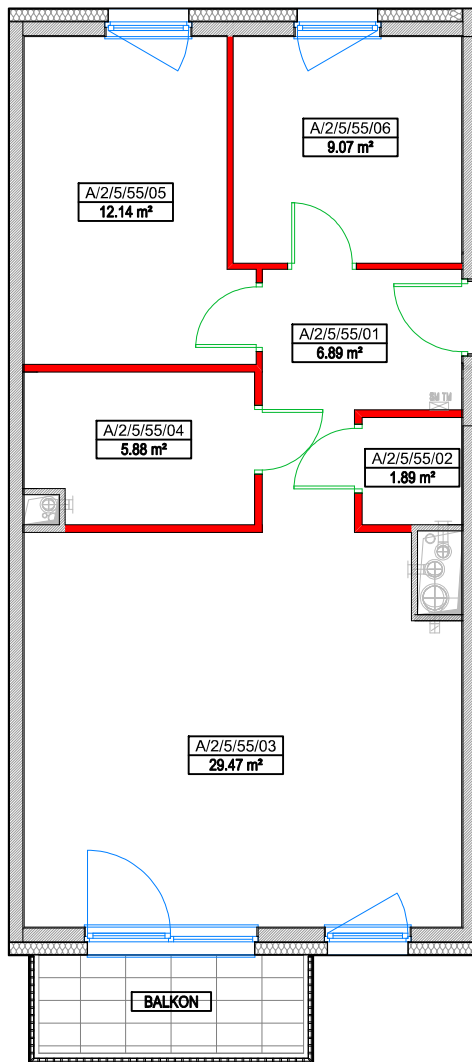 A/2/5/55/06
9.07 m²
A/2/5/55/05
12.14 m²
A/2/5/55/01
6.89 m²
SM TM
A/2/5/55/04
5.88 m²
A/2/5/55/02
1.89 m²
A/2/5/55/03
29.47 m²
BALKON